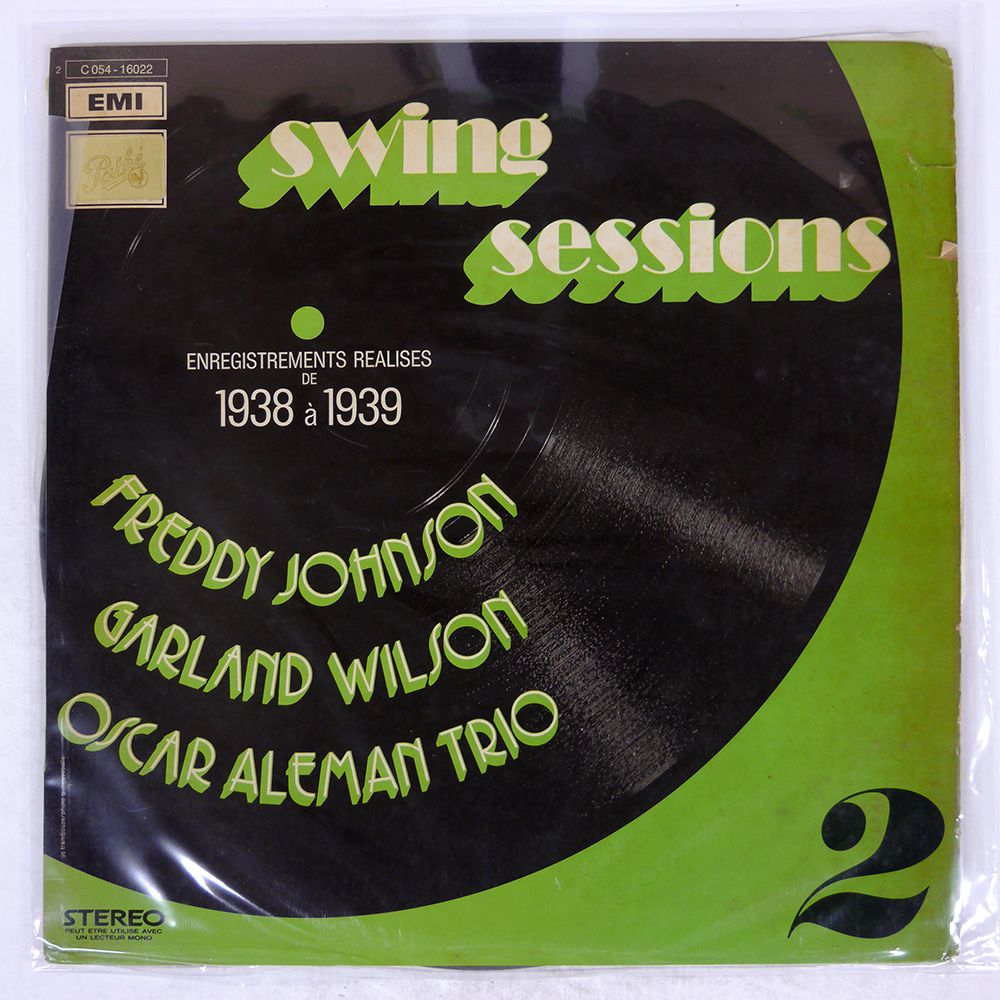 2 C 054 - 16022
EMI
Pathé
swing
sessions
ENREGISTREMENTS REALISES
DE
1938 à 1939
FREDDY JOHNSON
GARLAND WILSON
OSCAR ALEMAN TRIO
2
STEREO
PEUT ETRE UTILISE AVEC
UN LECTEUR MONO